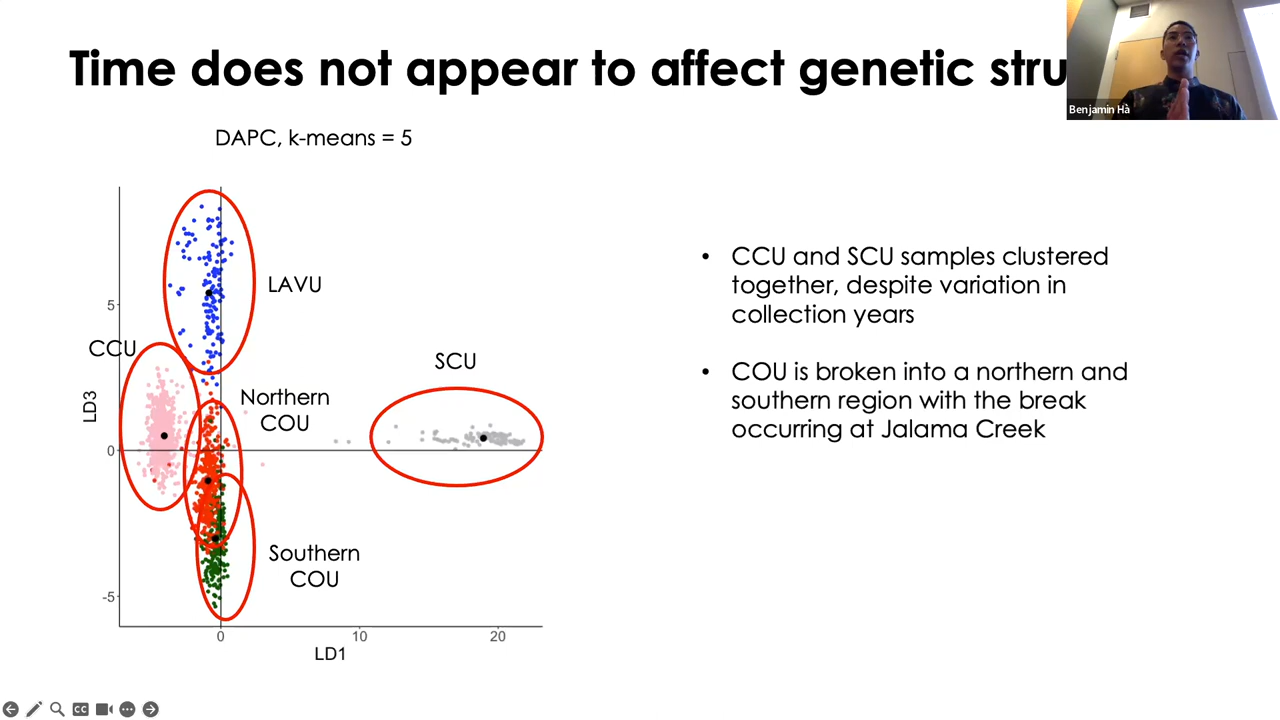 Time does not appear to affect genetic stru
Benjamin Hà
DAPC, k-means = 5
LAVU
CCU
SCU
Northern
COU
Southern
COU
LD3
5
0
-5
0
10
20
LD1
• CCU and SCU samples clustered
together, despite variation in
collection years
• COU is broken into a northern and
southern region with the break
occurring at Jalama Creek
CC